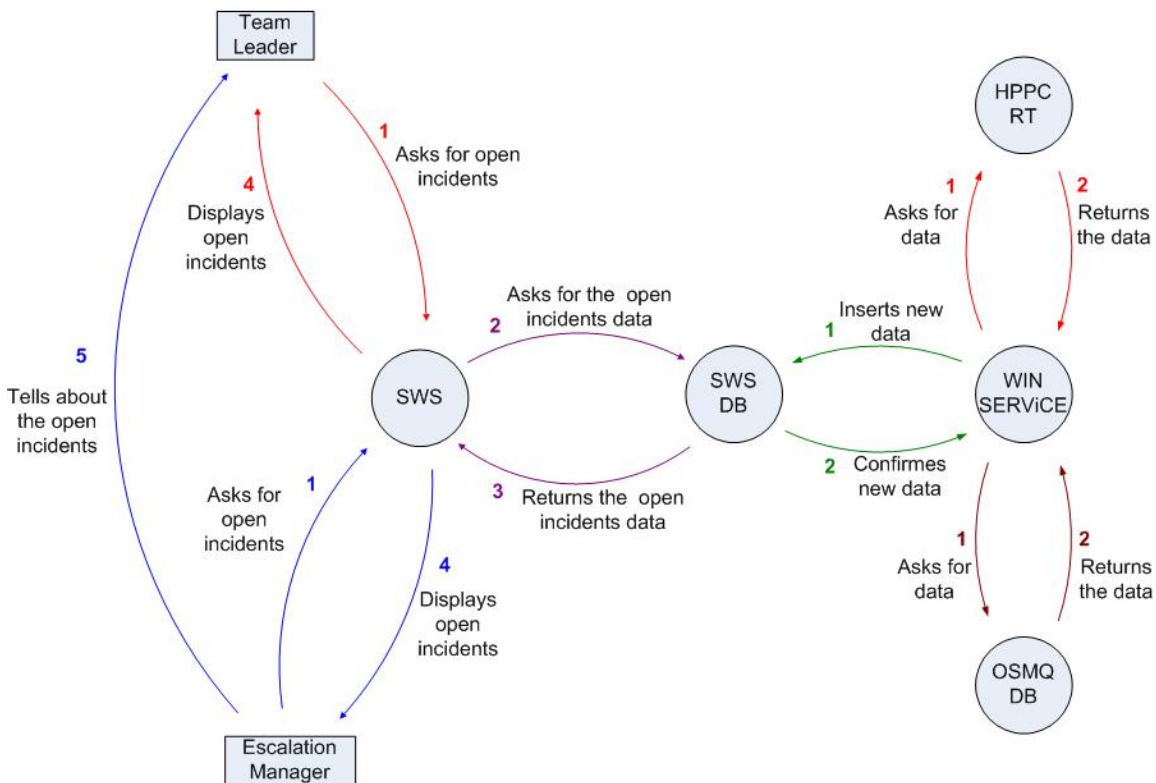 Team
Leader
HPPC
RT
1
Asks for open
incidents
4
Displays
open
incidents
1
Asks for
data
2
Returns
the data
5
Tells about
the open
incidents
2
Asks for the open
incidents data
1
Inserts new
data
SWS
SWS
DB
WIN
SERViCE
3
Returns the open
incidents data
2
Confirmes
new data
1
Asks for
open
incidents
4
Displays
open
incidents
1
Asks for
data
2
Returns
the data
OSMQ
DB
Escalation
Manager